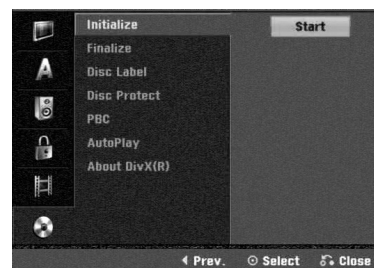 Initialize
Start
Finalize
Disc Label
Disc Protect
PBC
AutoPlay
About DivX(R)
A
Prev.
Select
Close